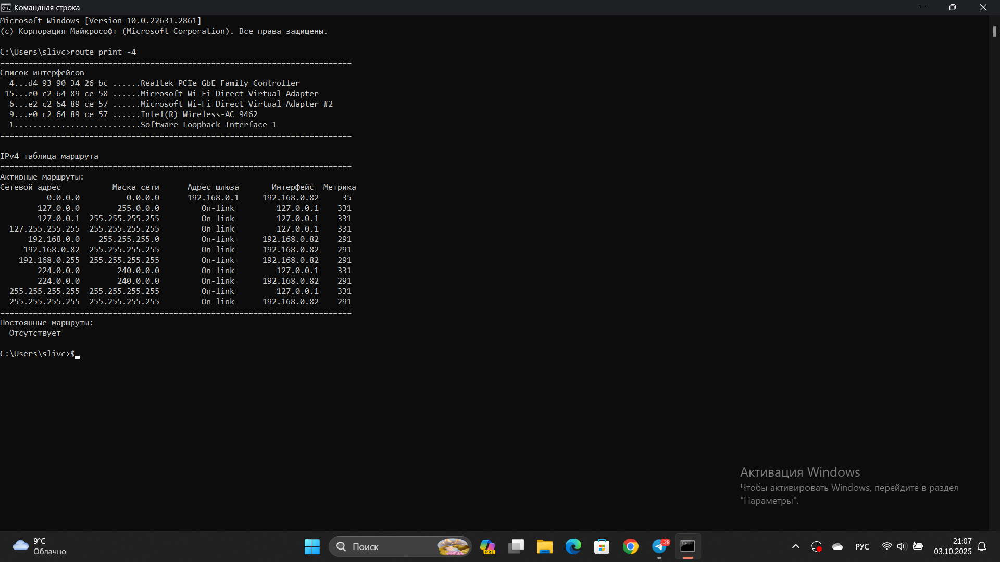 Командная строка
Microsoft Windows [Version 10.0.22631.2861]
(c) Корпорация Майкрософт (Microsoft Corporation). Все права защищены.
C:\Users\slivc>route print -4
===========================================================================
Список интерфейсов
  4...d4 93 90 34 26 bc ......Realtek PCIe GbE Family Controller
 15...e0 c2 64 89 ce 58 ......Microsoft Wi-Fi Direct Virtual Adapter
  6...e2 c2 64 89 ce 57 ......Microsoft Wi-Fi Direct Virtual Adapter #2
  9...e0 c2 64 89 ce 57 ......Intel(R) Wireless-AC 9462
  1...........................Software Loopback Interface 1
===========================================================================
IPv4 таблица маршрута
===========================================================================
Активные маршруты:
Сетевой адрес           Маска сети      Адрес шлюза       Интерфейс  Метрика
          0.0.0.0          0.0.0.0      192.168.0.1     192.168.0.82     35
        127.0.0.0        255.0.0.0         On-link         127.0.0.1    331
        127.0.0.1  255.255.255.255         On-link         127.0.0.1    331
  127.255.255.255  255.255.255.255         On-link         127.0.0.1    331
      192.168.0.0    255.255.255.0         On-link      192.168.0.82    291
     192.168.0.82  255.255.255.255         On-link      192.168.0.82    291
    192.168.0.255  255.255.255.255         On-link      192.168.0.82    291
        224.0.0.0        240.0.0.0         On-link         127.0.0.1    331
        224.0.0.0        240.0.0.0         On-link      192.168.0.82    291
  255.255.255.255  255.255.255.255         On-link         127.0.0.1    331
  255.255.255.255  255.255.255.255         On-link      192.168.0.82    291
===========================================================================
Постоянные маршруты:
  Отсутствует
C:\Users\slivc>$
Активация Windows
Чтобы активировать Windows, перейдите в раздел
"Параметры".
9°C
Облачно
Поиск
PRE
28
РУС
21:07
03.10.2025